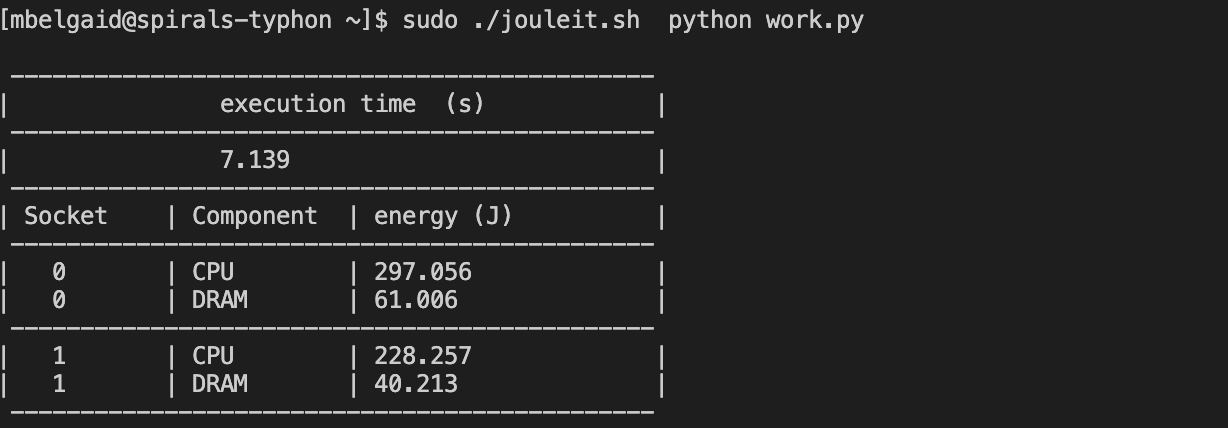 [mbelgaid@spirals-typhon ~]$ sudo ./jouleit.sh  python work.py
----------------------------------------------
|               execution time  (s)            |
----------------------------------------------
|               7.139                          |
----------------------------------------------
| Socket    | Component  | energy (J)          |
----------------------------------------------
|   0       | CPU        | 297.056             |
|   0       | DRAM       | 61.006              |
----------------------------------------------
|   1       | CPU        | 228.257             |
|   1       | DRAM       | 40.213              |
----------------------------------------------